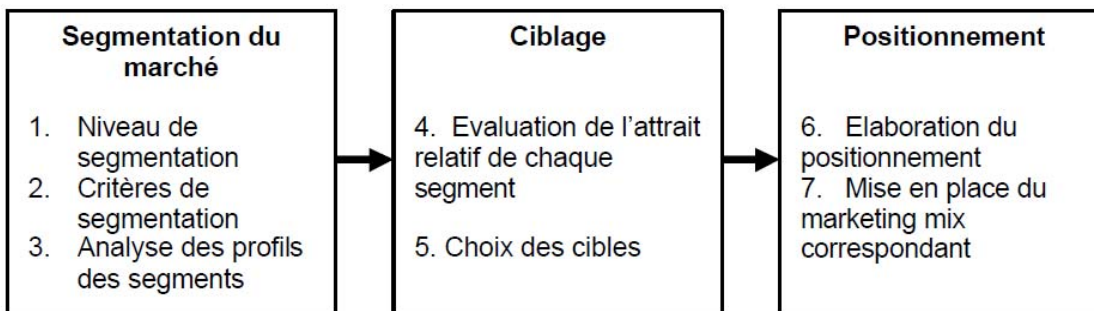 Segmentation du
marché
1. Niveau de
segmentation
2. Critères de
segmentation
3. Analyse des profils
des segments
Ciblage
4. Evaluation de l'attrait
relatif de chaque
segment
5. Choix des cibles
Positionnement
6. Elaboration du
positionnement
7. Mise en place du
marketing mix
correspondant